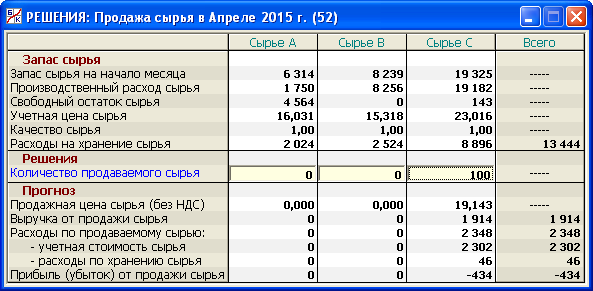 РЕШЕНИЯ: Продажа сырья в Апреле 2015 г. (52)
Сырье A Сырье B Сырье C Всего
Запас сырья
Запас сырья на начало месяца 6 314 8 239 19 325 -----
Производственный расход сырья 1 750 8 256 19 182 -----
Свободный остаток сырья 4 564 0 143 -----
Учетная цена сырья 16,031 15,318 23,016 -----
Качество сырья 1,00 1,00 1,00 -----
Расходы на хранение сырья 2 024 2 524 8 896 13 444
Решения
Количество продаваемого сырья 0 0 100 -----
Прогноз
Продажная цена сырья (без НДС) 0,000 0,000 19,143 -----
Выручка от продажи сырья 0 0 1 914 1 914
Расходы по продаваемому сырью: 0 0 2 348 2 348
- учетная стоимость сырья 0 0 2 302 2 302
- расходы по хранению сырья 0 0 46 46
Прибыль (убыток) от продажи сырья 0 0 -434 -434